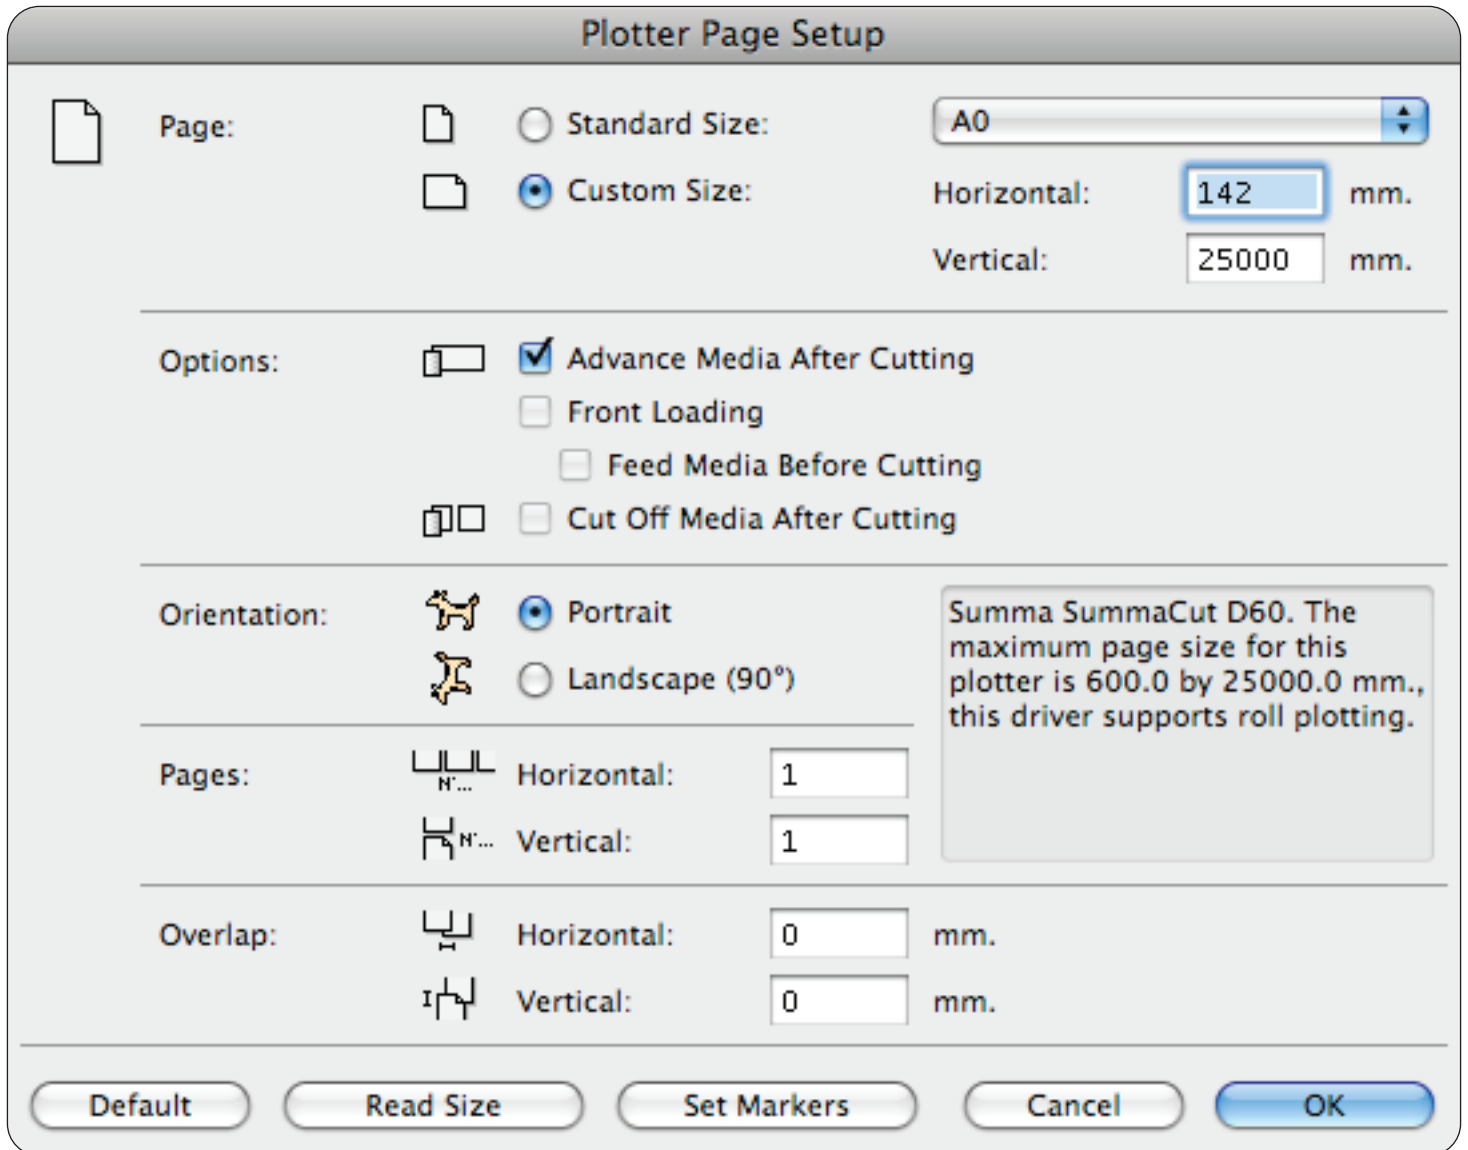 Plotter Page Setup
Page: Standard Size: A0
Custom Size: Horizontal: 142 mm.
Vertical: 25000 mm.
Options: Advance Media After Cutting
Front Loading
Feed Media Before Cutting
Cut Off Media After Cutting
Orientation: Portrait
Landscape (90°)
Summa SummaCut D60. The
maximum page size for this
plotter is 600.0 by 25000.0 mm.,
this driver supports roll plotting.
Pages: N°... Horizontal: 1
N°... Vertical: 1
Overlap: Horizontal: 0 mm.
Vertical: 0 mm.
Default Read Size Set Markers Cancel OK